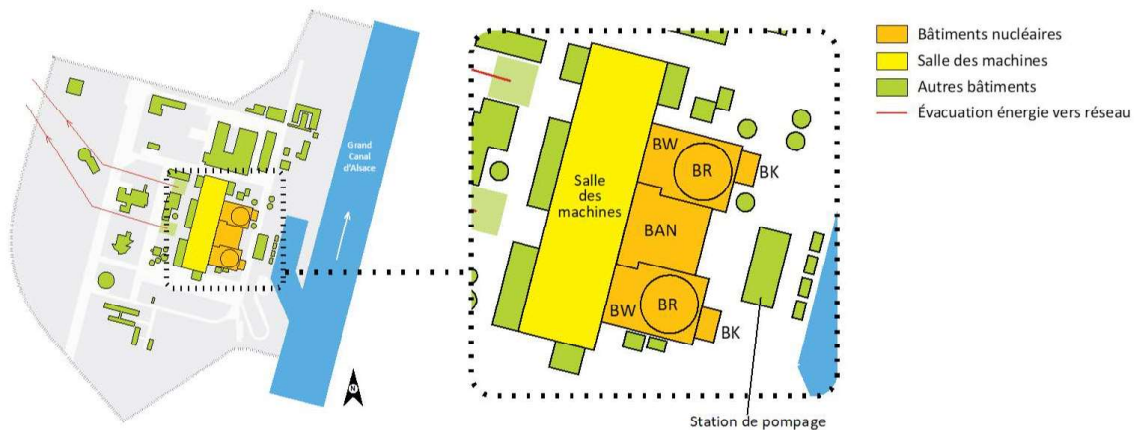 Grand
Canal
d'Alsace
N
BW
BR
BK
Salle
des
machines
BAN
BW
BR
BK
Station de pompage
Bâtiments nucléaires
Salle des machines
Autres bâtiments
Évacuation énergie vers réseau